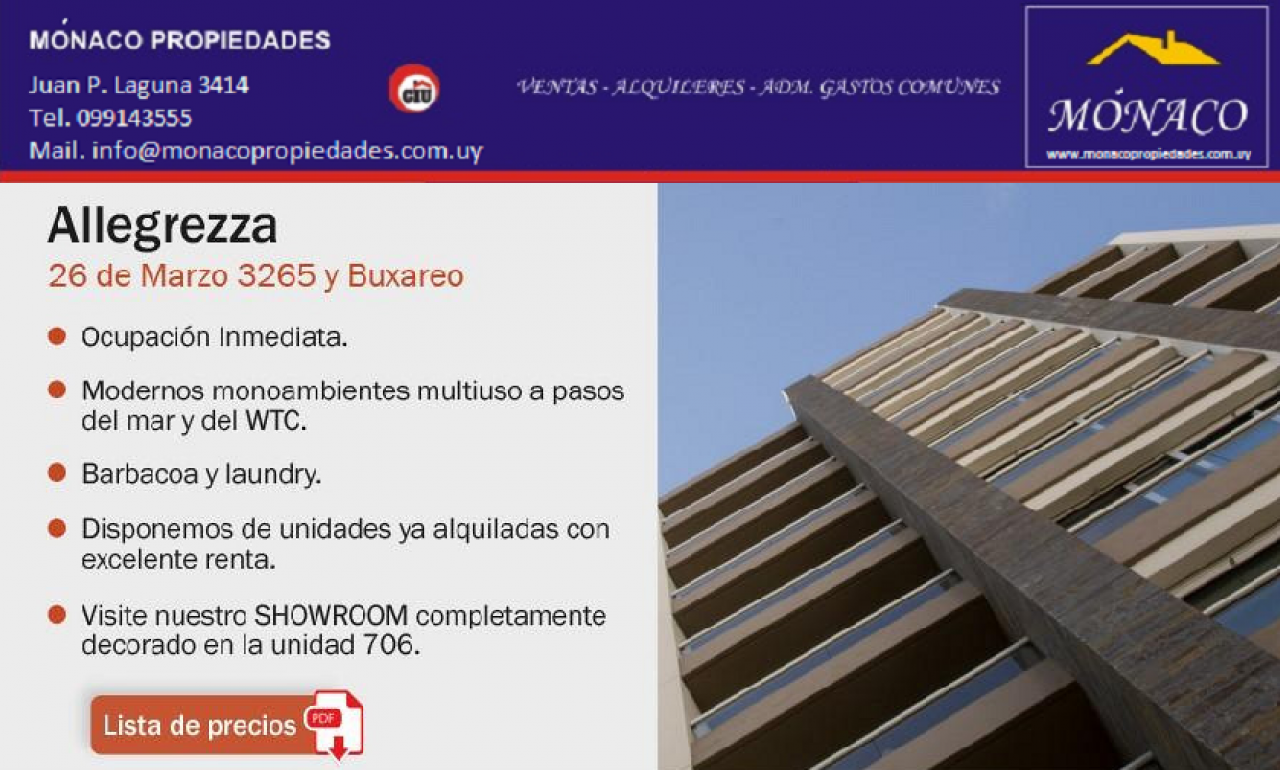 MÓNACO PROPIEDADES
Juan P. Laguna 3414
Tel. 099143555
Mail. info@monacopropiedades.com.uy
CIU
VENTAS - ALQUILERES - ADM. GASTOS COMUNES
MÓNACO
www.monacopropiedades.com.uy
Allegrezza
26 de Marzo 3265 y Buxareo
Ocupación Inmediata.
Modernos monoambientes multiuso a pasos
del mar y del WTC.
Barbacoa y laundry.
Disponemos de unidades ya alquiladas con
excelente renta.
Visite nuestro SHOWROOM completamente
decorado en la unidad 706.
Lista de precios
PDF